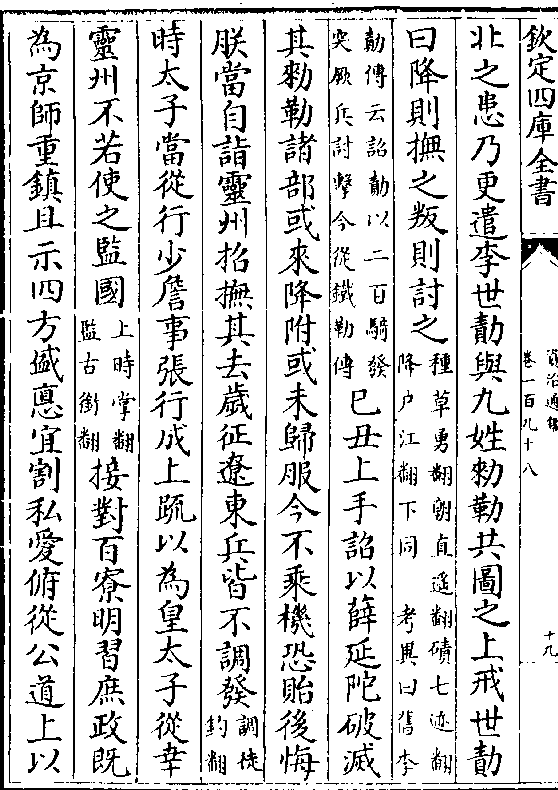 欽定四庫全書
資治通鑑
卷一百九十八
十九
北之患乃更遣李世勣與九姓勅勒共圖之上戒世勣
曰降則撫之叛則討之種草勇翻朝直遥翻磧七迹翻降户江翻下同 考異曰舊李
勣傳云詔勣以二百騎發突厥兵討擊今從鐵勒傳己丑上手詔以薛延陀破滅
其勅勒諸部或來降附或未歸服今不乘機恐貽後悔
朕當自詣靈州招撫其去歲征遼東兵皆不調發調徒釣翻
時太子當從行少詹事張行成上疏以為皇太子從幸
靈州不若使之監國上時掌翻監古銜翻接對百寮明習庶政既
為京師重鎮且示四方盛惪宜割私愛俯從公道上以